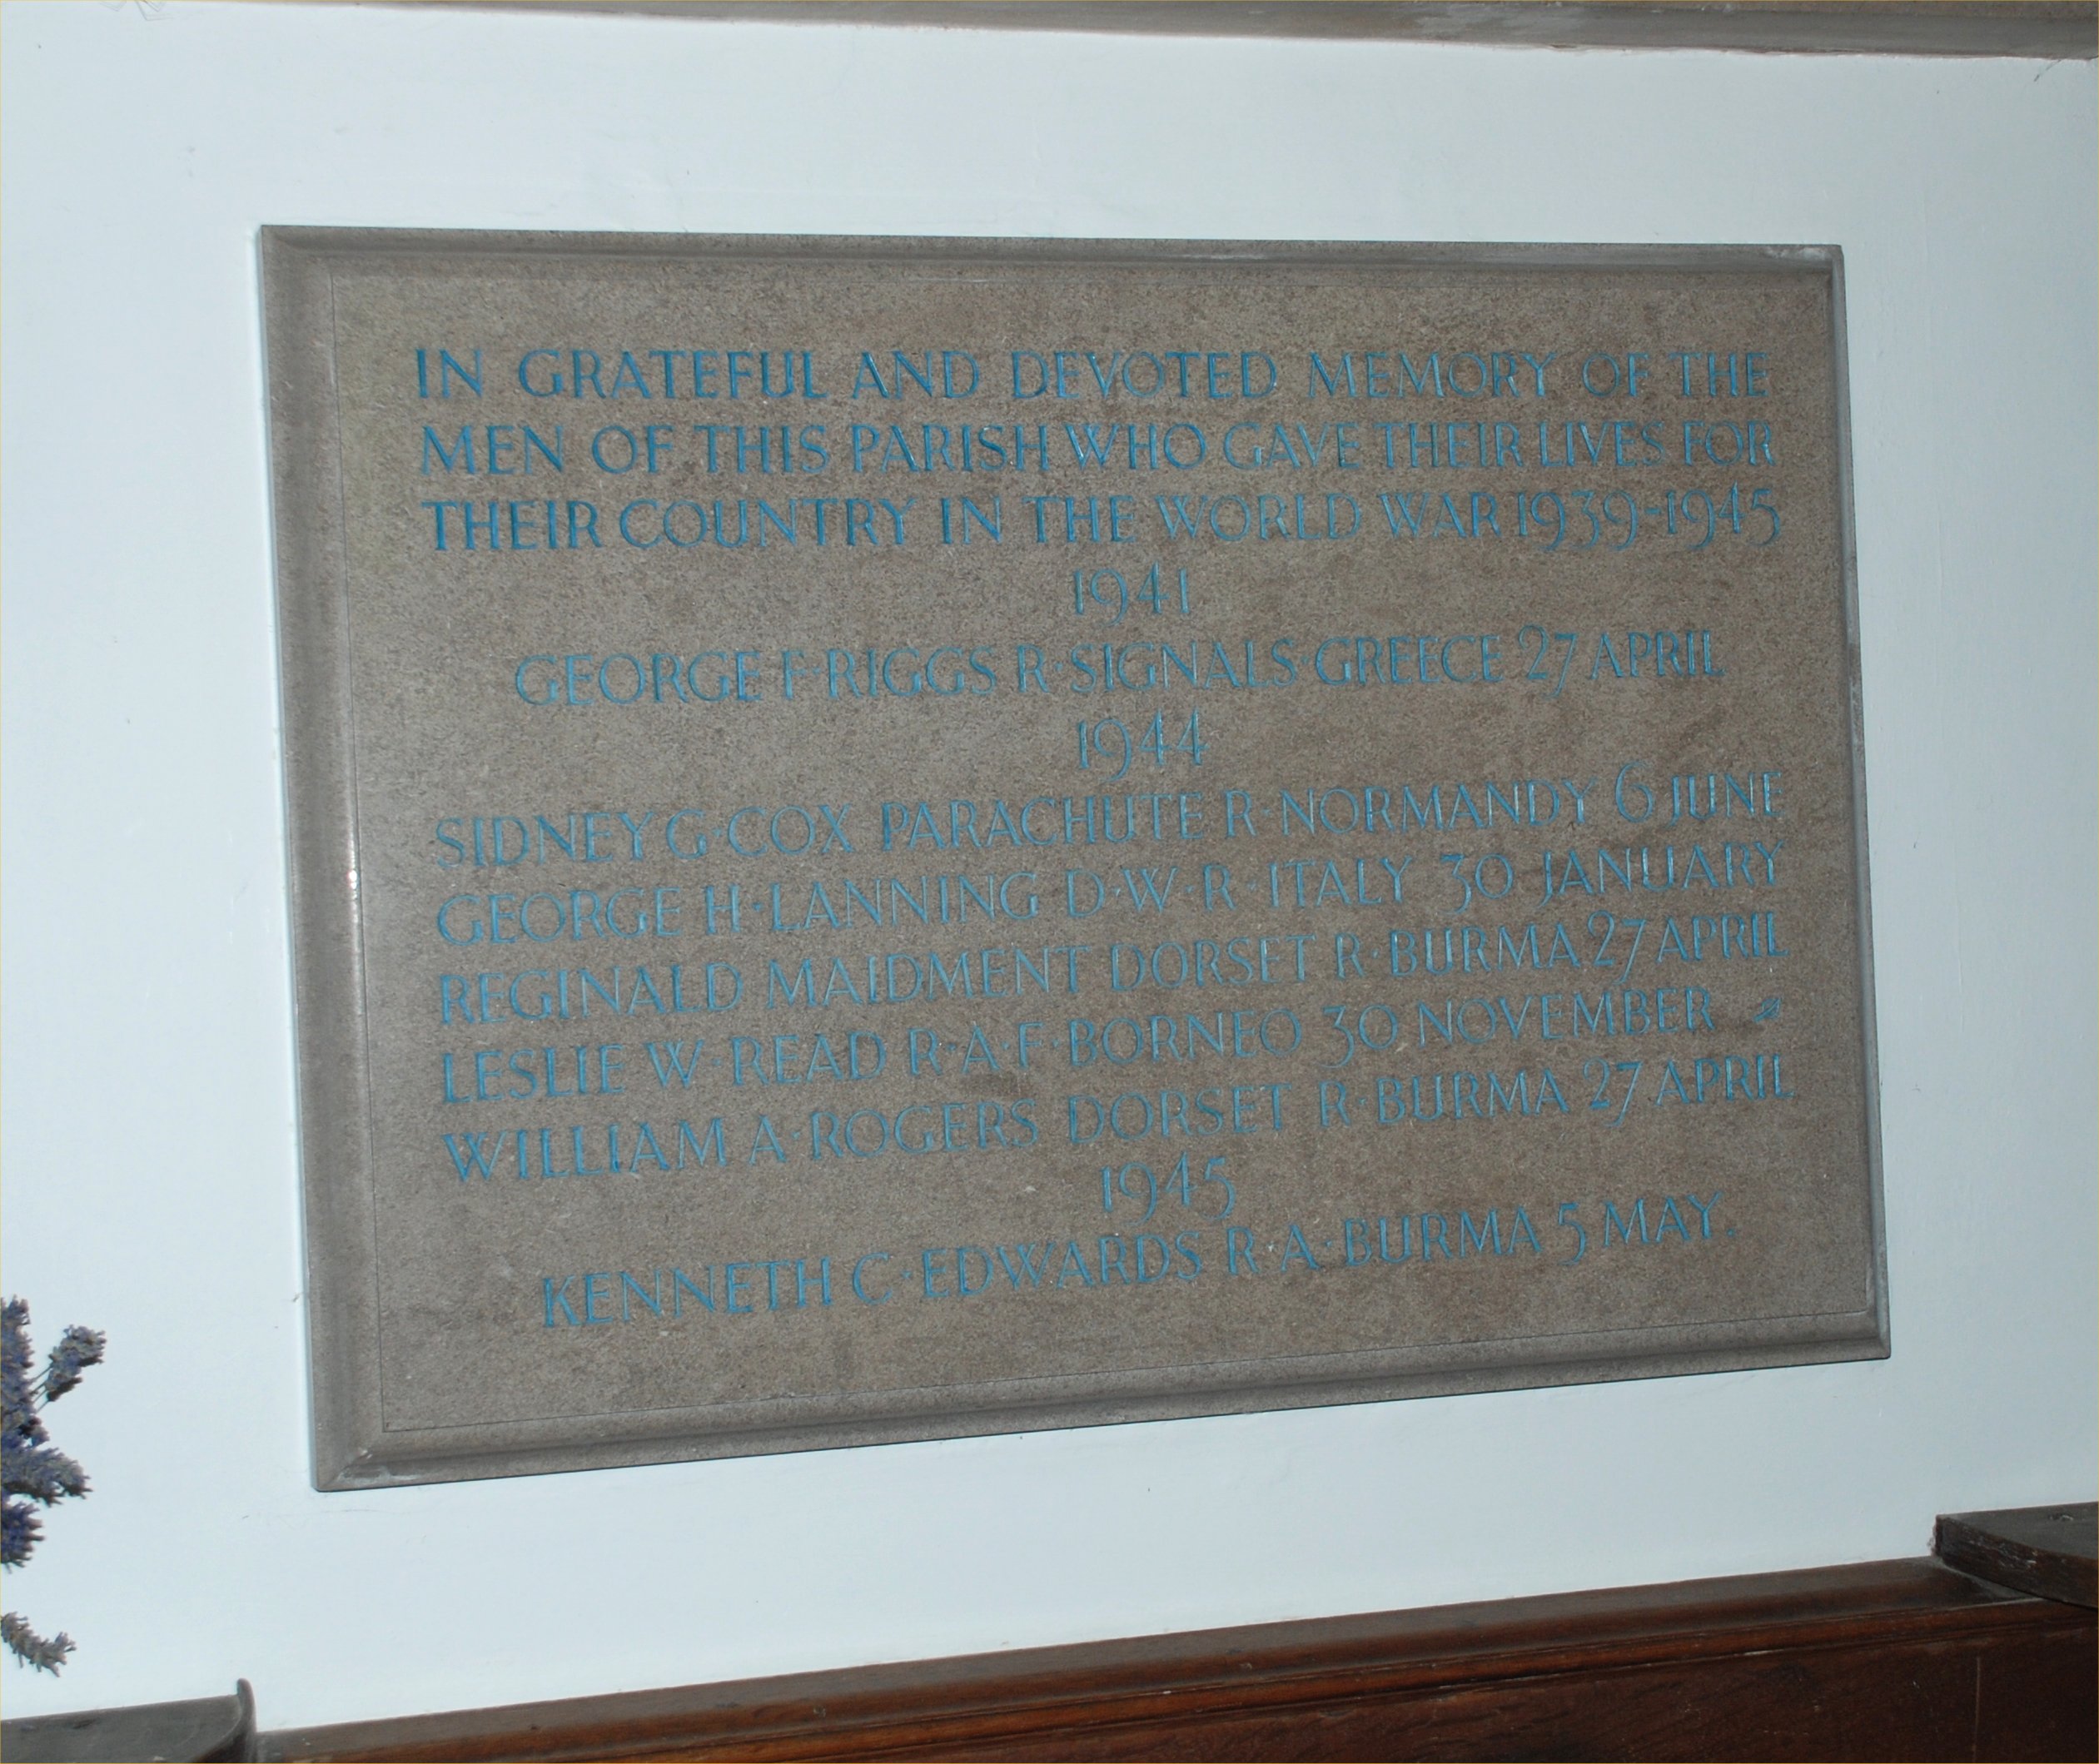 IN GRATEFUL AND DEVOTED MEMORY OF THE
MEN OF THIS PARISH WHO GAVE THEIR LIVES FOR
THEIR COUNTRY IN THE WORLD WAR 1939-1945
1941
GEORGE F·RIGGS R·SIGNALS·GREECE 27 APRIL
1944
SIDNEY G·COX PARACHUTE R·NORMANDY 6 JUNE
GEORGE H·LANNING D·W·R·ITALY 30 JANUARY
REGINALD MAIDMENT DORSET R·BURMA 27 APRIL
LESLIE W·READ R·A·F·BORNEO 30 NOVEMBER
WILLIAM A·ROGERS DORSET R·BURMA 27 APRIL
1945
KENNETH C·EDWARDS R·A·BURMA 5 MAY.